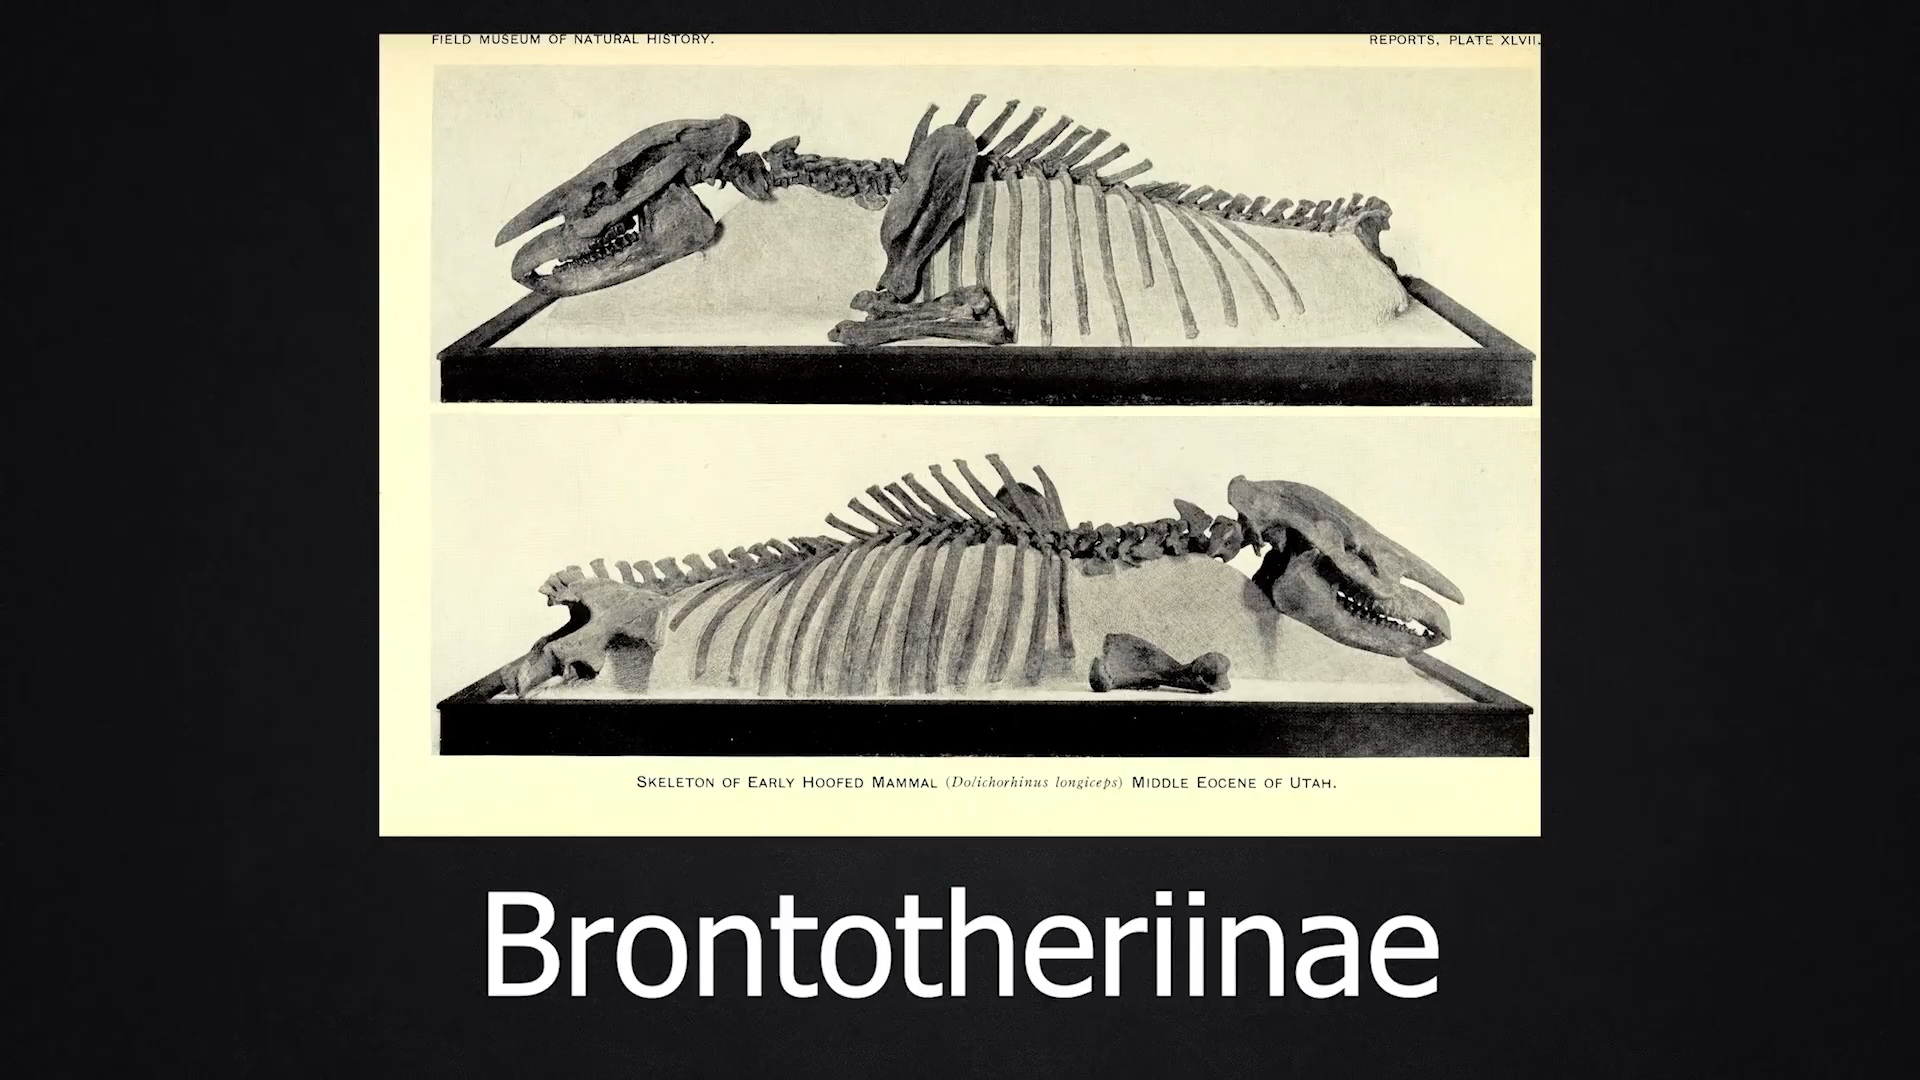 FIELD MUSEUM OF NATURAL HISTORY.
REPORTS, PLATE XLVII.
SKELETON OF EARLY HOOFED MAMMAL (Dolichorhinus longiceps) MIDDLE EOCENE OF UTAH.
Brontotheriinae